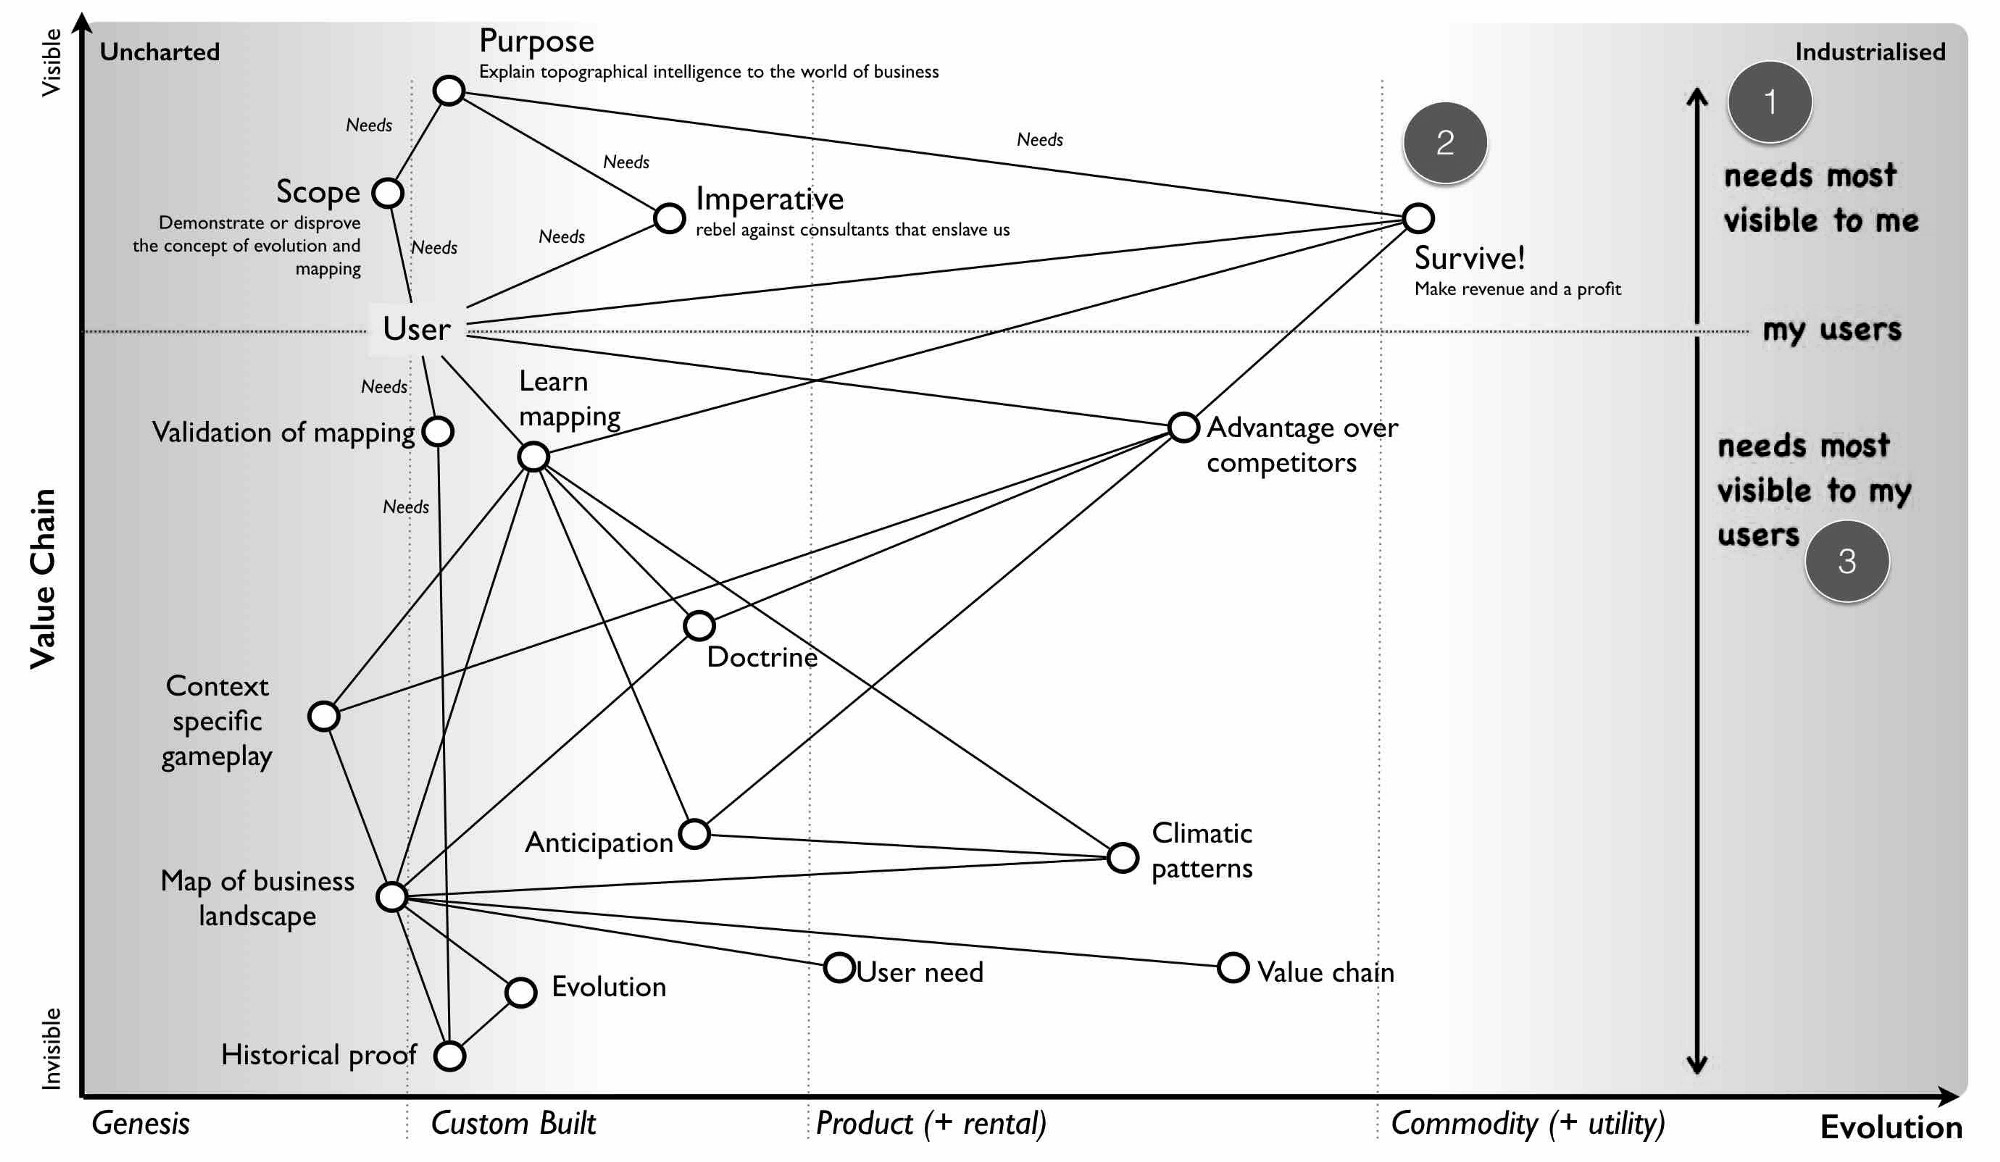 Visible
Uncharted
Purpose
Explain topographical intelligence to the world of business
Industrialised
1
Needs
Needs
2
Needs
needs most
visible to me
Scope
Demonstrate or disprove
the concept of evolution and
mapping
Imperative
rebel against consultants that enslave us
Needs
Needs
Survive!
Make revenue and a profit
User
my users
Needs
Learn
mapping
Validation of mapping
Advantage over
competitors
needs most
visible to my
users
3
Needs
Value Chain
Doctrine
Context
specific
gameplay
Anticipation
Climatic
patterns
Map of business
landscape
User need
Value chain
Evolution
Historical proof
Invisible
Genesis
Custom Built
Product (+ rental)
Commodity (+ utility)
Evolution